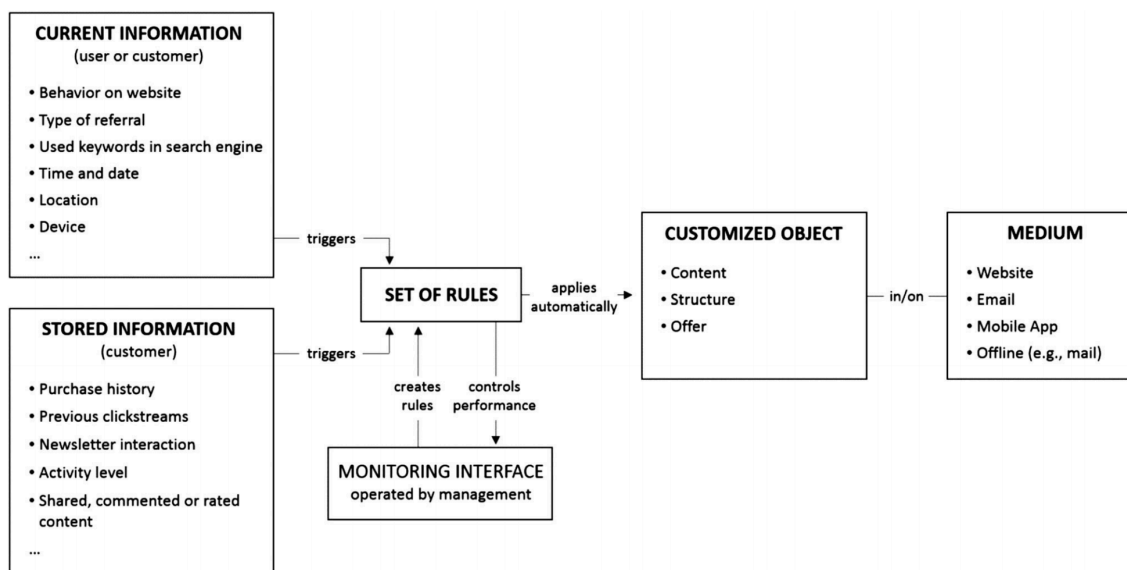 CURRENT INFORMATION
(user or customer)
• Behavior on website
• Type of referral
• Used keywords in search engine
• Time and date
• Location
• Device
...
triggers
STORED INFORMATION
(customer)
• Purchase history
• Previous clickstreams
• Newsletter interaction
• Activity level
• Shared, commented or rated
content
...
triggers
SET OF RULES
creates
rules
controls
performance
MONITORING INTERFACE
operated by management
applies
automatically
CUSTOMIZED OBJECT
• Content
• Structure
• Offer
in/on
MEDIUM
• Website
• Email
• Mobile App
• Offline (e.g., mail)